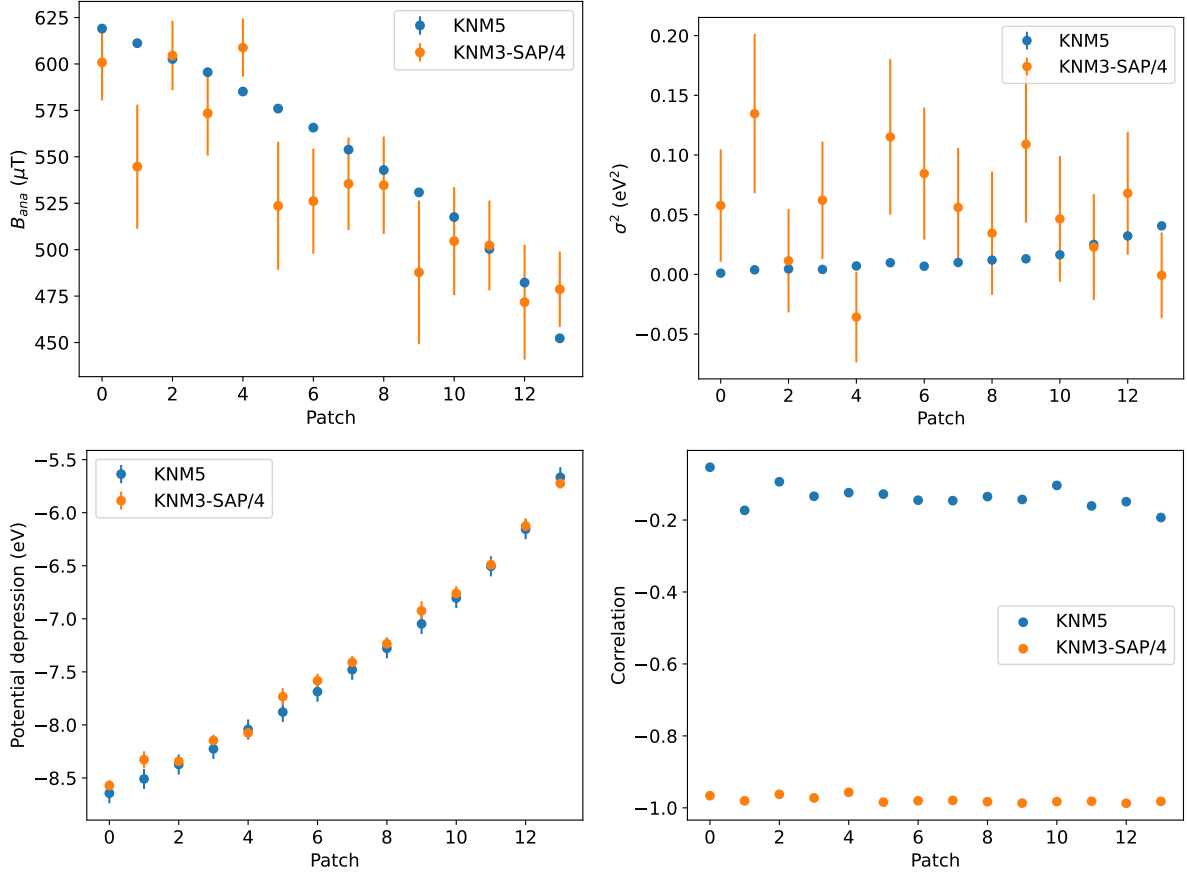 625
600
575
550
525
500
475
450
B_ana (μT)
0 2 4 6 8 10 12
Patch
KNM5
KNM3-SAP/4
0.20
0.15
0.10
0.05
0.00
−0.05
σ² (eV²)
0 2 4 6 8 10 12
Patch
KNM5
KNM3-SAP/4
−5.5
−6.0
−6.5
−7.0
−7.5
−8.0
−8.5
Potential depression (eV)
0 2 4 6 8 10 12
Patch
KNM5
KNM3-SAP/4
−0.2
−0.4
−0.6
−0.8
−1.0
Correlation
0 2 4 6 8 10 12
Patch
KNM5
KNM3-SAP/4